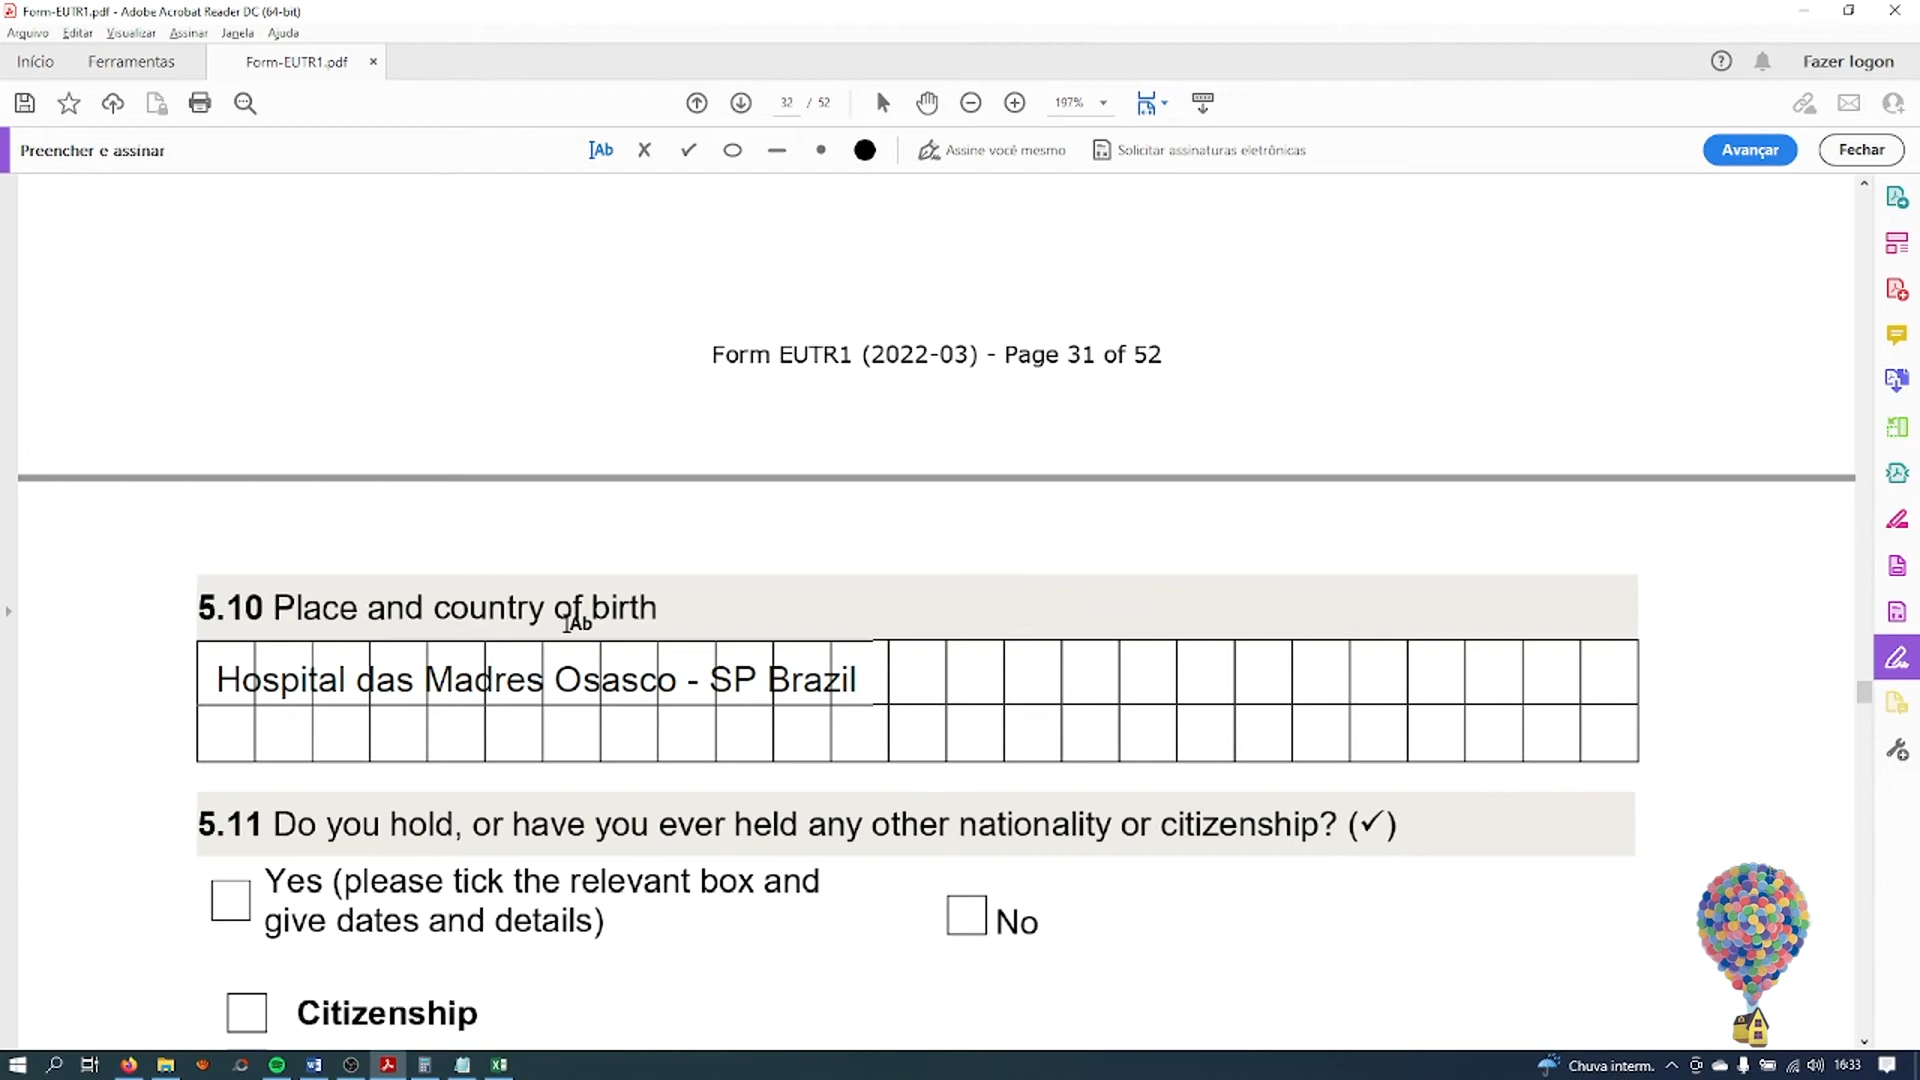 Form-EUTR1.pdf - Adobe Acrobat Reader DC (64-bit)
Arquivo Editar Visualizar Assinar Janela Ajuda
Início Ferramentas Form-EUTR1.pdf Fazer logon
32 / 52 197%
Preencher e assinar Ab Assine você mesmo Solicitar assinaturas eletrônicas Avançar Fechar
Form EUTR1 (2022-03) - Page 31 of 52
5.10 Place and country of birth
Ab
Hospital das Madres Osasco - SP Brazil
5.11 Do you hold, or have you ever held any other nationality or citizenship? (✓)
Yes (please tick the relevant box and
give dates and details)
No
Citizenship
Chuva interm. 16:33